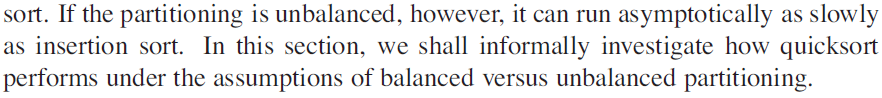 sort. If the partitioning is unbalanced, however, it can run asymptotically as slowly
as insertion sort. In this section, we shall informally investigate how quicksort
performs under the assumptions of balanced versus unbalanced partitioning.